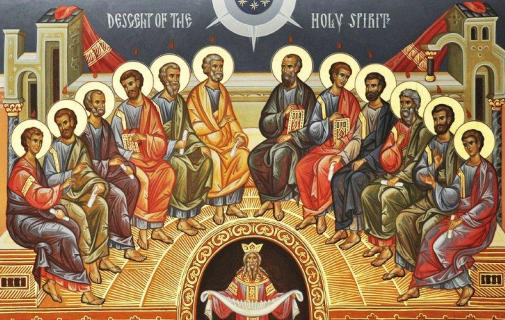 DESCENT OF THE HOLY SPIRIT